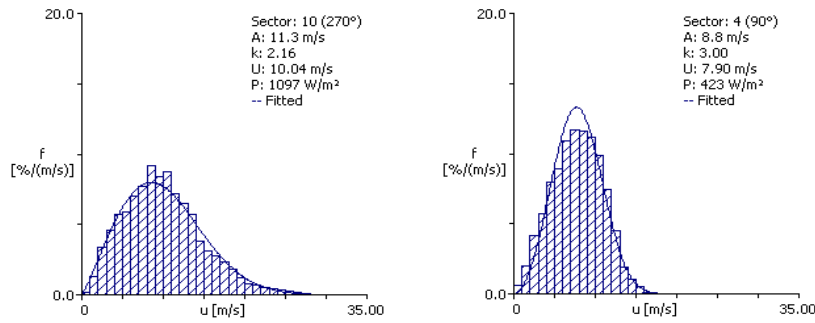 20.0
Sector: 10 (270°)
A: 11.3 m/s
k: 2.16
U: 10.04 m/s
P: 1097 W/m²
-- Fitted
f
[%/(m/s)]
0.0
0
u [m/s]
35.00
20.0
Sector: 4 (90°)
A: 8.8 m/s
k: 3.00
U: 7.90 m/s
P: 423 W/m²
-- Fitted
f
[%/(m/s)]
0.0
0
u [m/s]
35.00